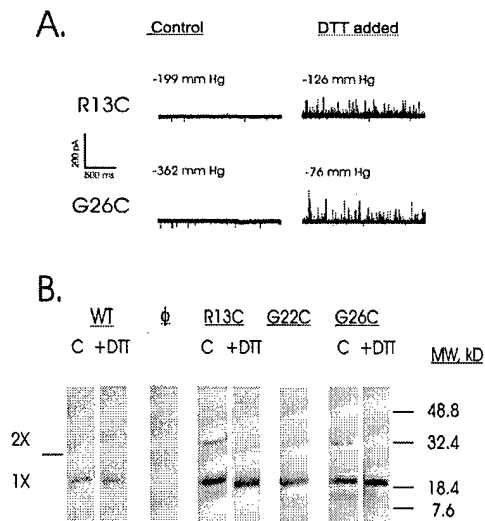 A.
Control DTT added
-199 mm Hg -126 mm Hg
R13C
200 pA
500 ms
-362 mm Hg -76 mm Hg
G26C
B.
WT ϕ R13C G22C G26C
C +DTT C +DTT C +DTT MW, kD
48.8
2X 32.4
1X 18.4
7.6